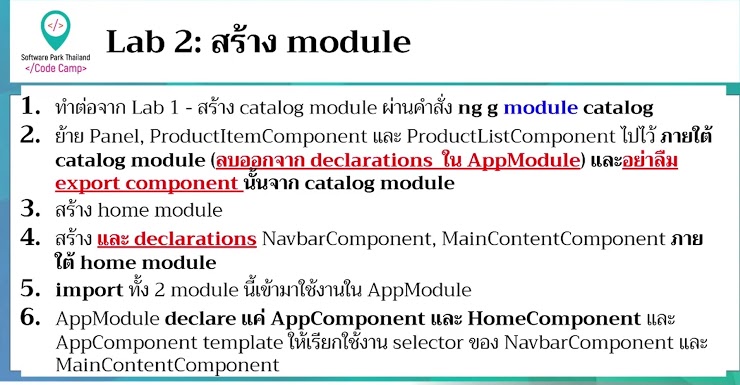 Software Park Thailand
</Code Camp>
Lab 2: สร้าง module
1. ทำต่อจาก Lab 1 - สร้าง catalog module ผ่านคำสั่ง ng g module catalog
2. ย้าย Panel, ProductItemComponent และ ProductListComponent ไปไว้ ภายใต้
catalog module (ลบออกจาก declarations ใน AppModule) และอย่าลืม
export component นั้นจาก catalog module
3. สร้าง home module
4. สร้าง และ declarations NavbarComponent, MainContentComponent ภาย
ใต้ home module
5. import ทั้ง 2 module นี้เข้ามาใช้งานใน AppModule
6. AppModule declare แค่ AppComponent และ HomeComponent และ
AppComponent template ให้เรียกใช้งาน selector ของ NavbarComponent และ
MainContentComponent